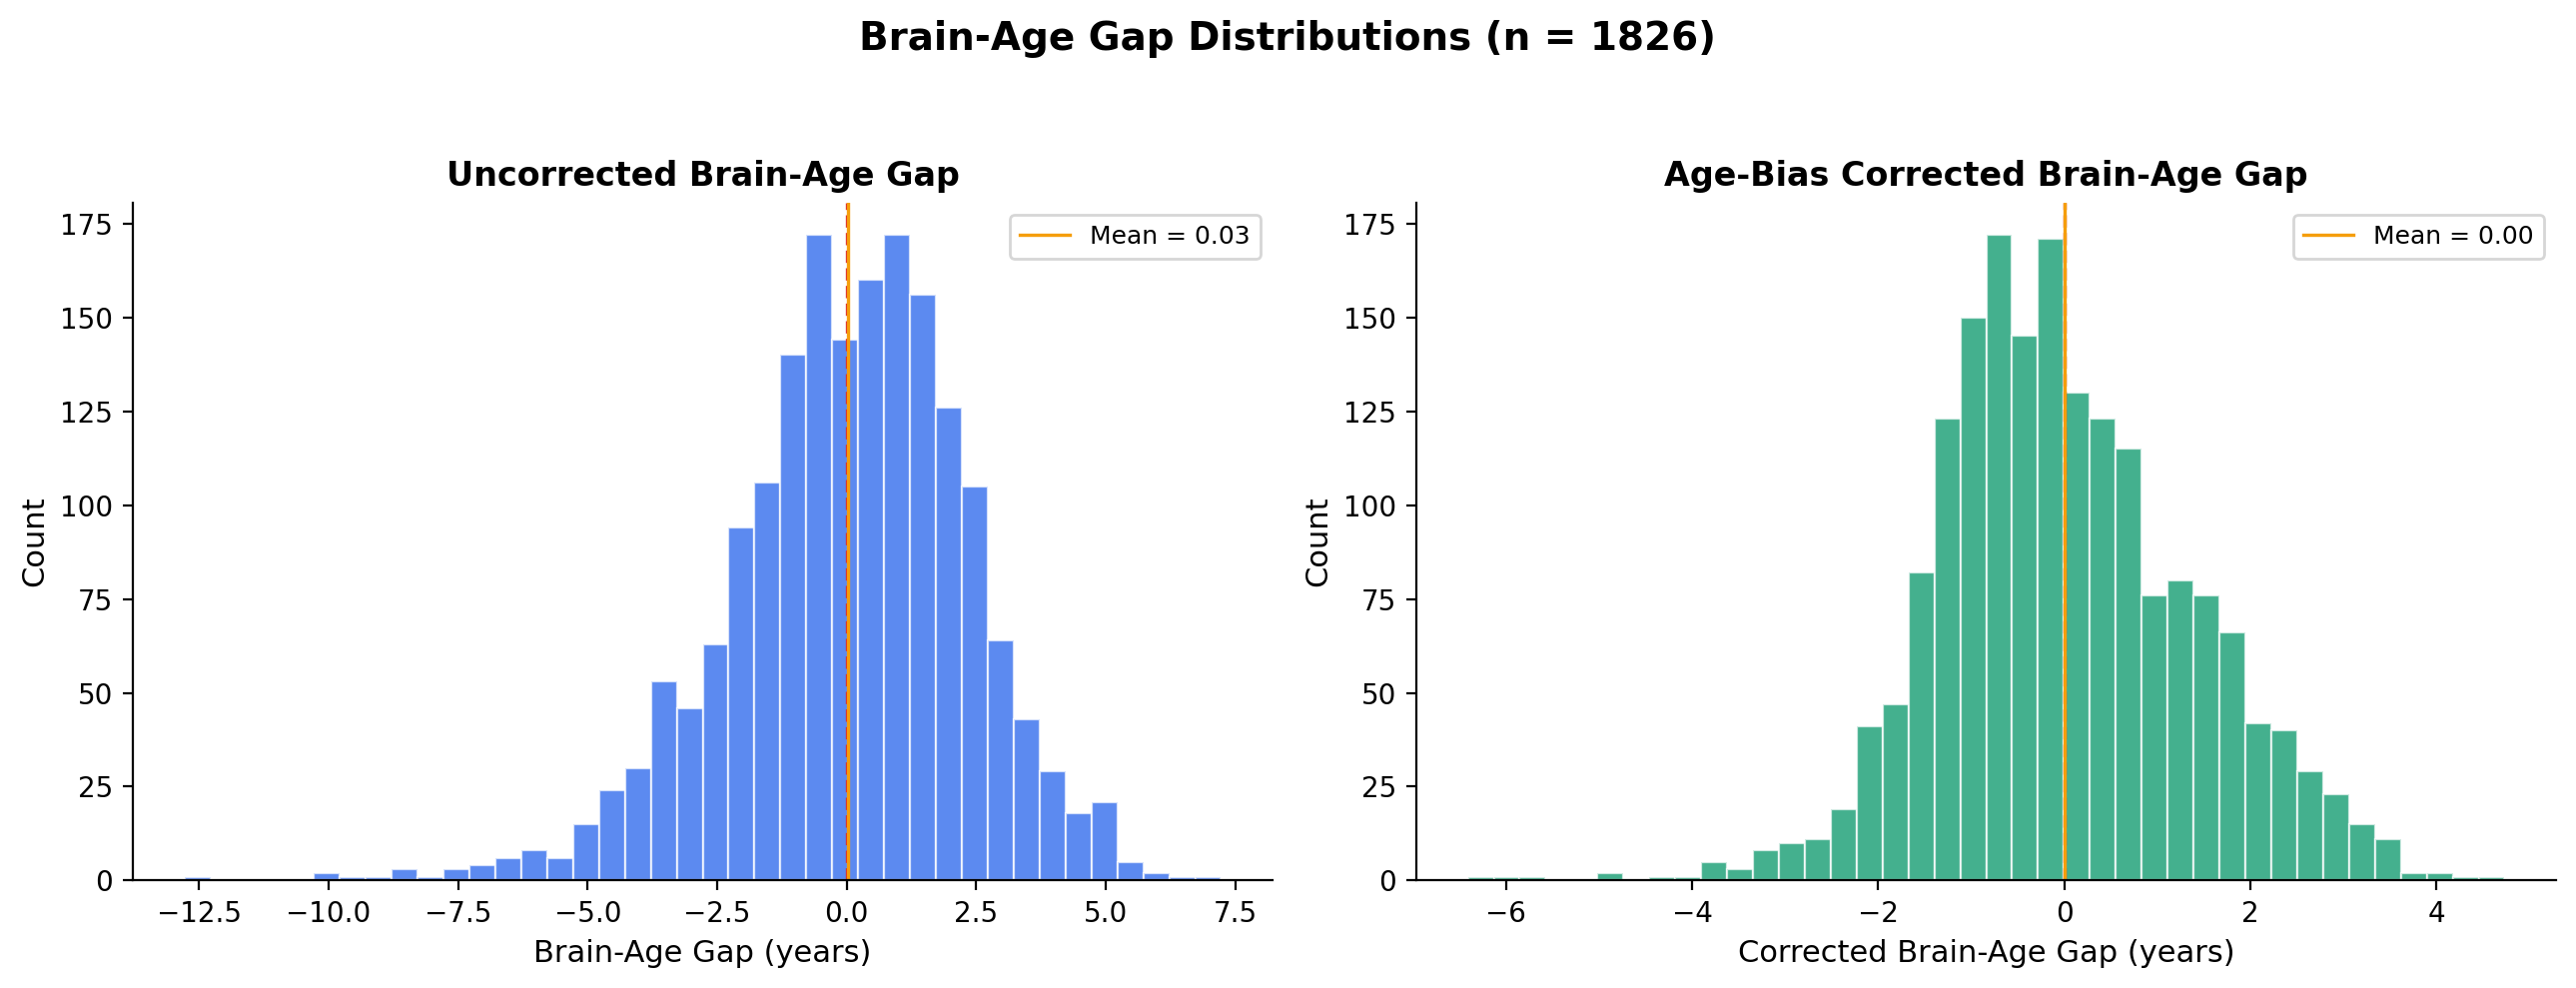 Brain-Age Gap Distributions (n = 1826)
Uncorrected Brain-Age Gap
Mean = 0.03
175
150
125
100
75
50
25
0
Count
−12.5 −10.0 −7.5 −5.0 −2.5 0.0 2.5 5.0 7.5
Brain-Age Gap (years)
Age-Bias Corrected Brain-Age Gap
Mean = 0.00
175
150
125
100
75
50
25
0
Count
−6 −4 −2 0 2 4
Corrected Brain-Age Gap (years)